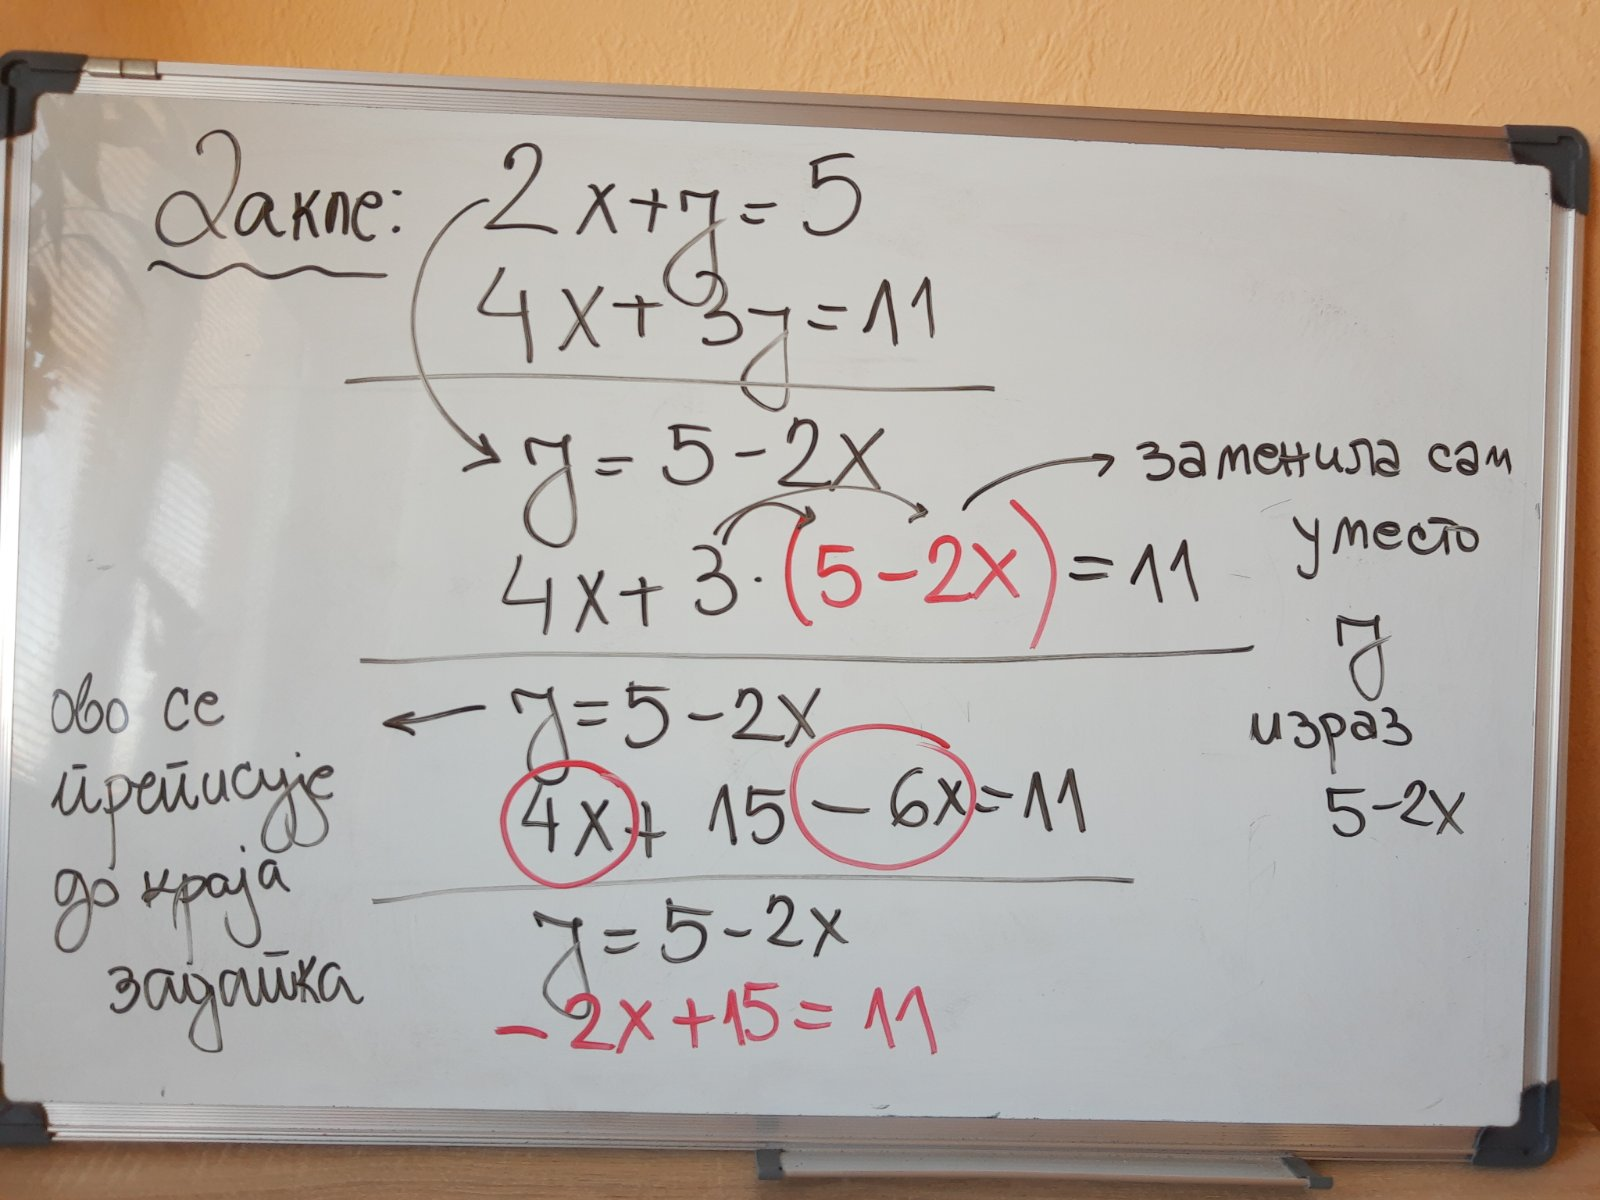 Дакле: 2x+y=5
4x+3y=11
y=5-2x
4x+3·(5-2x)=11
заменила сам
уместо
y
израз
5-2x
ово се
преписује
до краја
задатка
y=5-2x
4x+15-6x=11
y=5-2x
-2x+15=11